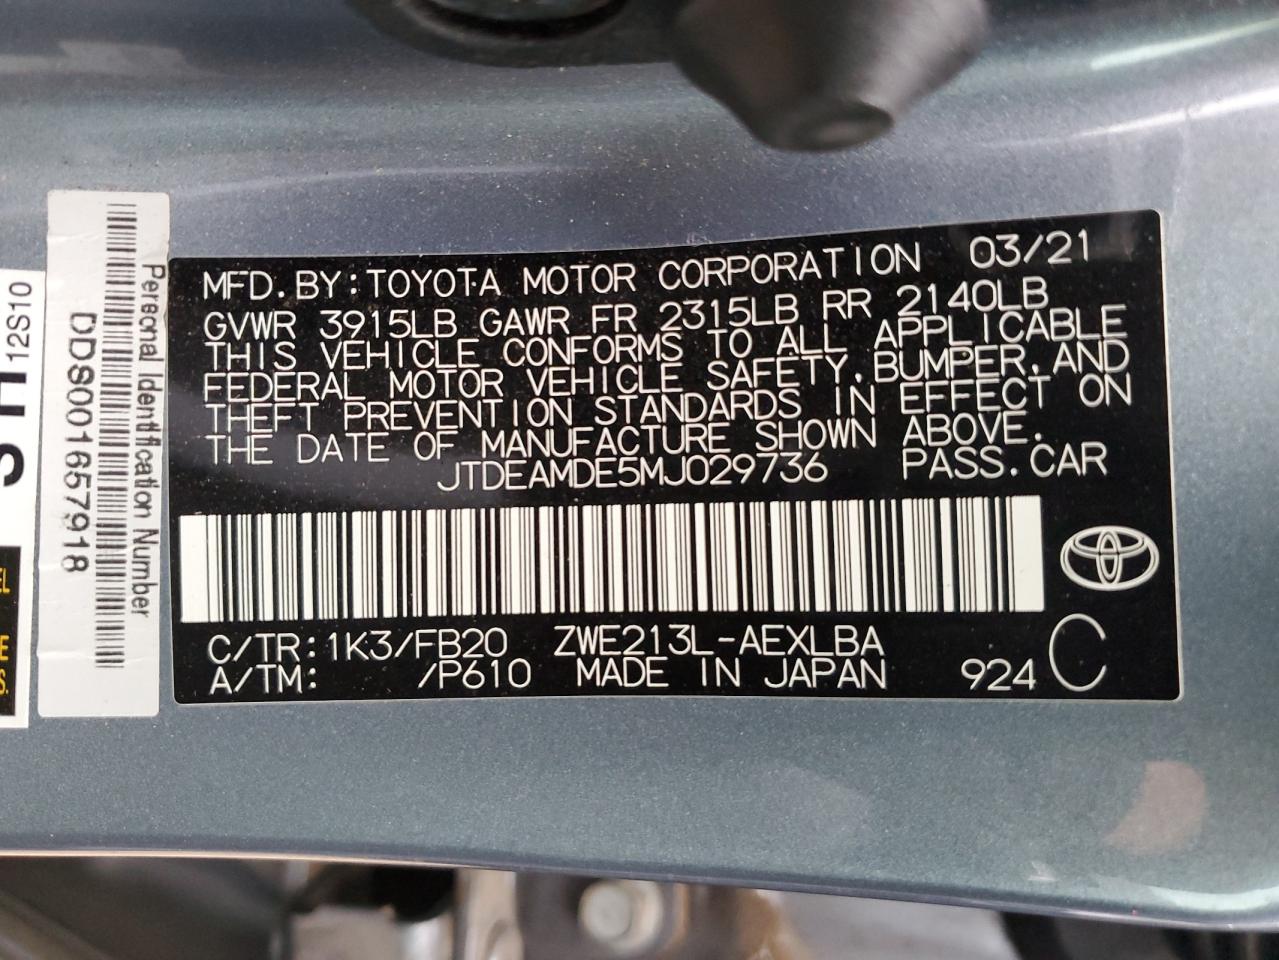 MFD. BY: TOYOTA MOTOR CORPORATION 03/21
GVWR 3915LB GAWR FR 2315LB RR 2140LB
THIS VEHICLE CONFORMS TO ALL APPLICABLE
FEDERAL MOTOR VEHICLE SAFETY, BUMPER, AND
THEFT PREVENTION STANDARDS IN EFFECT ON
THE DATE OF MANUFACTURE SHOWN ABOVE.
JTDEAMDE5MJ029736 PASS. CAR
C/TR: 1K3/FB20 ZWE213L-AEXLBA
A/TM: /P610 MADE IN JAPAN 924 C
Personal Identification Number
DDS001657918
H12S10